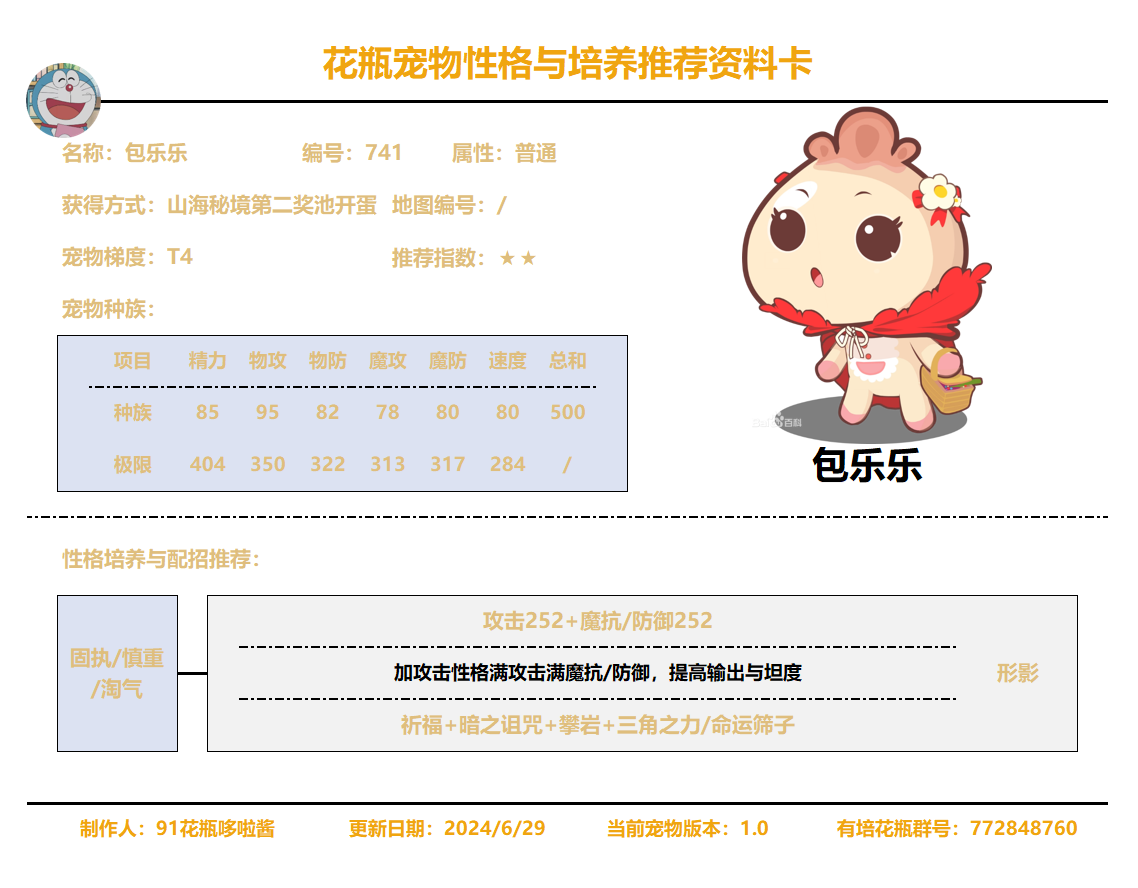 花瓶宠物性格与培养推荐资料卡
名称：包乐乐 编号：741 属性：普通
获得方式：山海秘境第二奖池开蛋 地图编号：/
宠物梯度：T4 推荐指数：★★
宠物种族：
项目 精力 物攻 物防 魔攻 魔防 速度 总和
种族 85 95 82 78 80 80 500
极限 404 350 322 313 317 284 /
Baidu百科
包乐乐
性格培养与配招推荐：
固执/慎重
/淘气
攻击252+魔抗/防御252
加攻击性格满攻击满魔抗/防御，提高输出与坦度
形影
祈福+暗之诅咒+攀岩+三角之力/命运筛子
制作人：91花瓶哆啦酱 更新日期：2024/6/29 当前宠物版本：1.0 有培花瓶群号：772848760